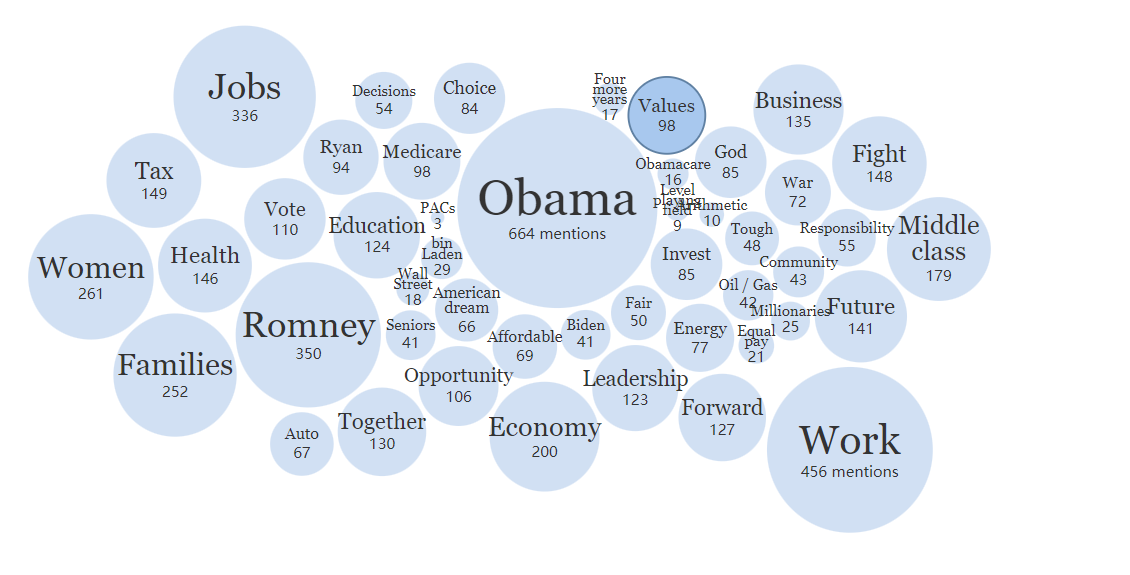 Jobs
336
Decisions
54
Choice
84
Four
more
years
17
Values
98
Business
135
Tax
149
Ryan
94
Medicare
98
Obama
664 mentions
Obamacare
16
God
85
Fight
148
War
72
Level
playing
field
9
Arithmetic
10
Women
261
Health
146
Vote
110
Education
124
PACs
3
bin
Laden
29
Wall
Street
18
Invest
85
Tough
48
Responsibility
55
Middle
class
179
Community
43
Oil / Gas
42
Families
252
Romney
350
American
dream
66
Seniors
41
Affordable
69
Biden
41
Fair
50
Energy
77
Equal
pay
21
Millionaires
25
Future
141
Opportunity
106
Leadership
123
Forward
127
Auto
67
Together
130
Economy
200
Work
456 mentions